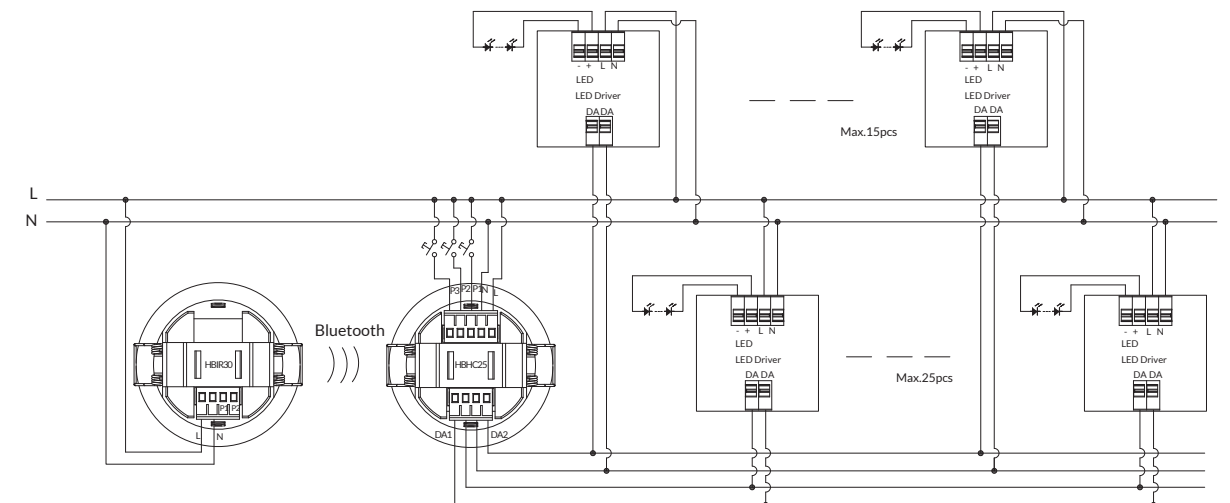 - + L N
LED
LED Driver
DA DA
Max.15pcs
- + L N
LED
LED Driver
DA DA
L
N
P3 P2 P1 N L
HBIR30
P1 P2
L N
Bluetooth
HBHC25
DA1 DA2
- + L N
LED
LED Driver
DA DA
Max.25pcs
- + L N
LED
LED Driver
DA DA